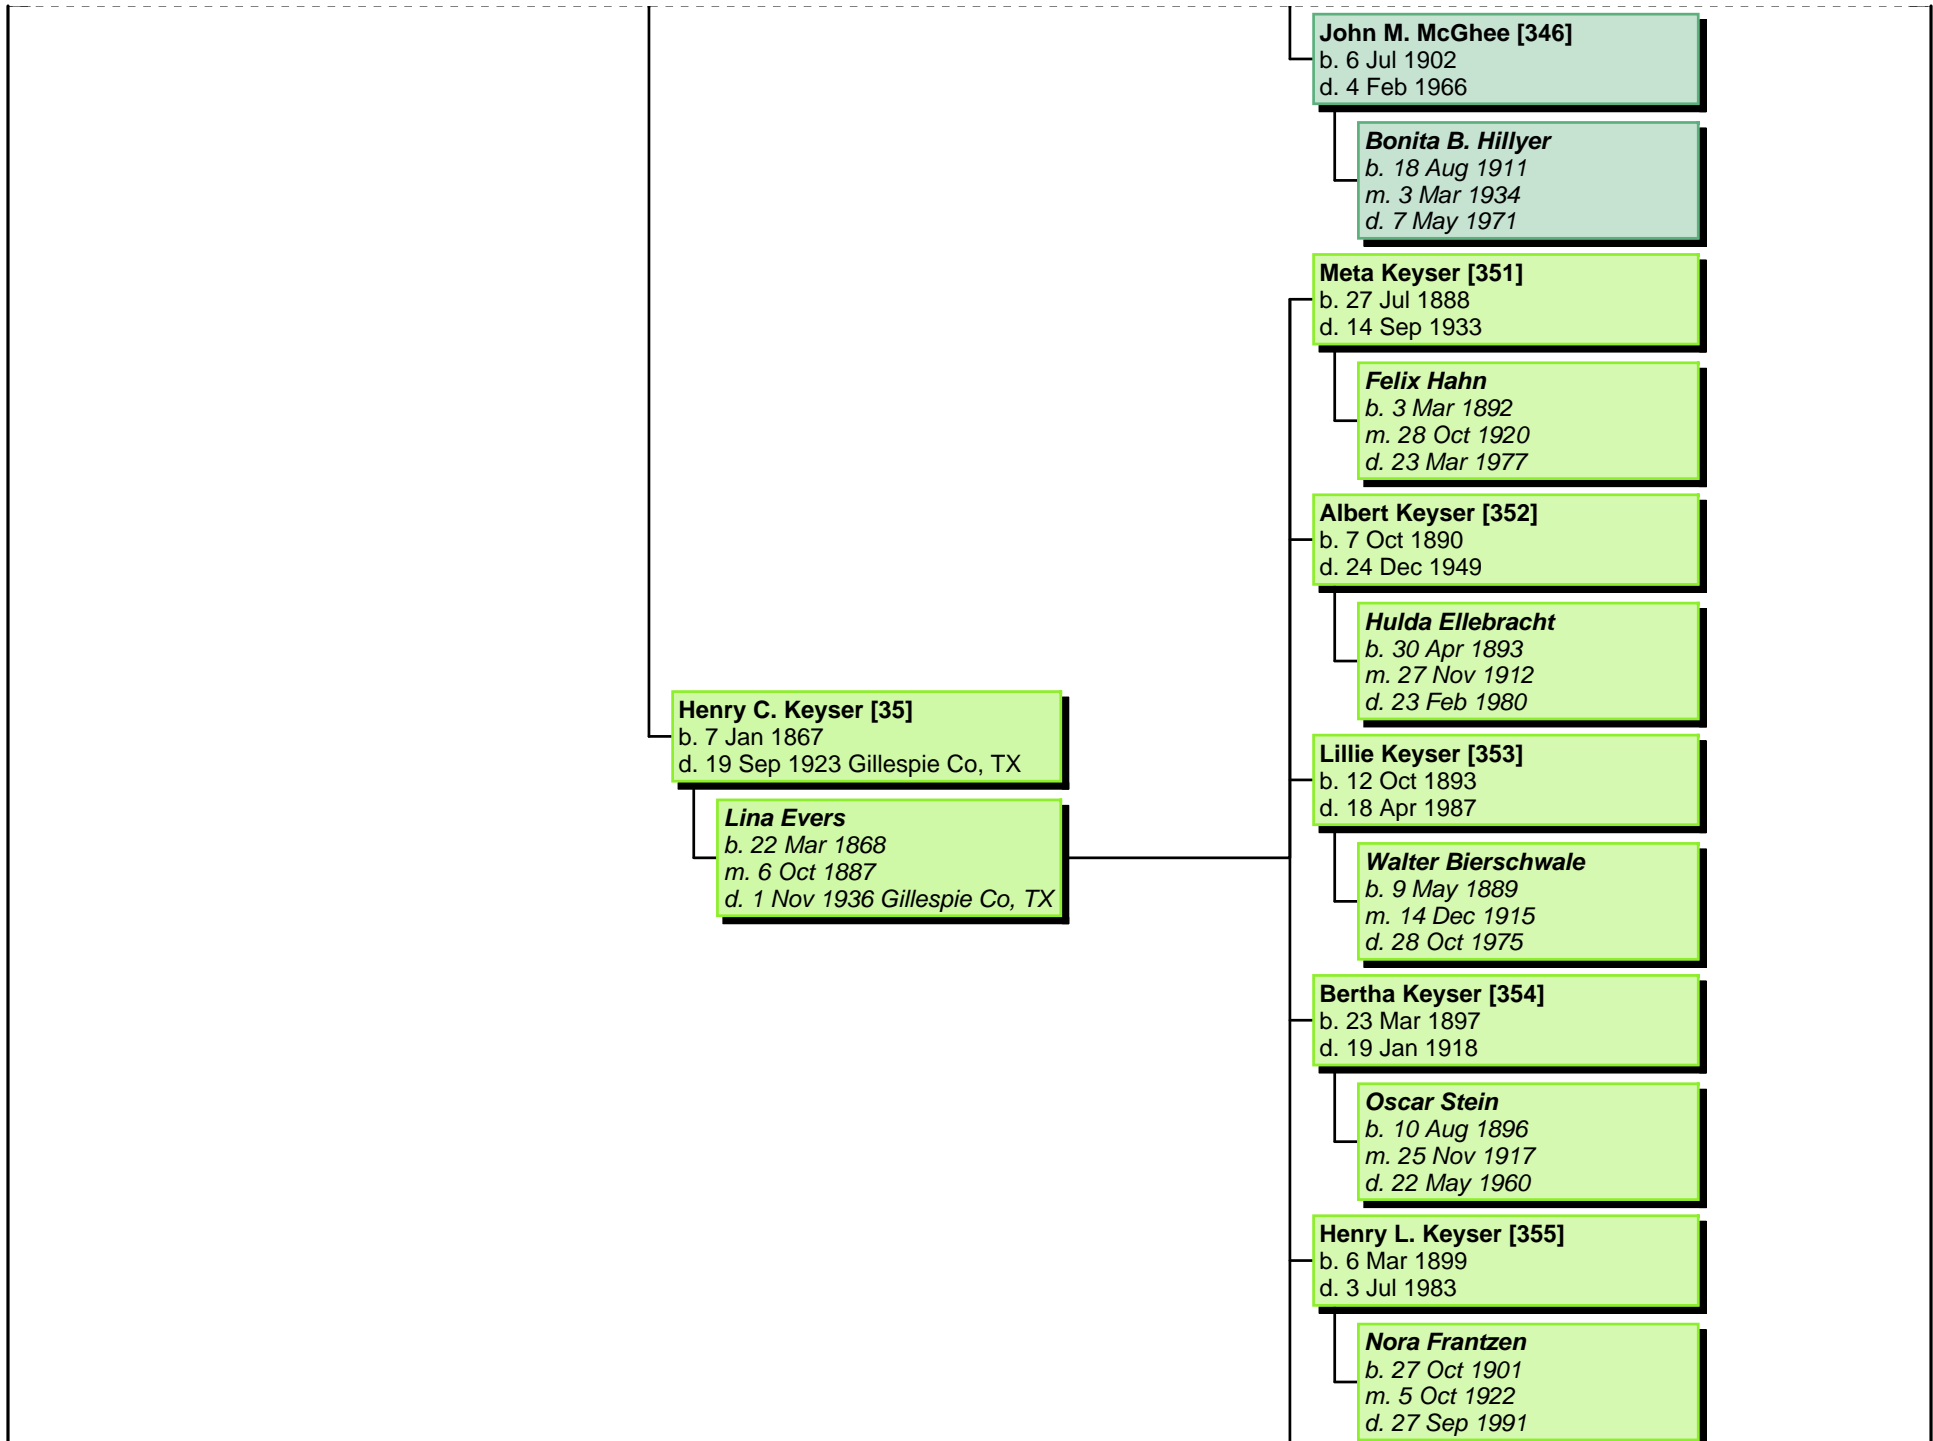 John M. McGhee [346]
b. 6 Jul 1902
d. 4 Feb 1966
Bonita B. Hillyer
b. 18 Aug 1911
m. 3 Mar 1934
d. 7 May 1971
Meta Keyser [351]
b. 27 Jul 1888
d. 14 Sep 1933
Felix Hahn
b. 3 Mar 1892
m. 28 Oct 1920
d. 23 Mar 1977
Albert Keyser [352]
b. 7 Oct 1890
d. 24 Dec 1949
Hulda Ellebracht
b. 30 Apr 1893
m. 27 Nov 1912
d. 23 Feb 1980
Henry C. Keyser [35]
b. 7 Jan 1867
d. 19 Sep 1923 Gillespie Co, TX
Lina Evers
b. 22 Mar 1868
m. 6 Oct 1887
d. 1 Nov 1936 Gillespie Co, TX
Lillie Keyser [353]
b. 12 Oct 1893
d. 18 Apr 1987
Walter Bierschwale
b. 9 May 1889
m. 14 Dec 1915
d. 28 Oct 1975
Bertha Keyser [354]
b. 23 Mar 1897
d. 19 Jan 1918
Oscar Stein
b. 10 Aug 1896
m. 25 Nov 1917
d. 22 May 1960
Henry L. Keyser [355]
b. 6 Mar 1899
d. 3 Jul 1983
Nora Frantzen
b. 27 Oct 1901
m. 5 Oct 1922
d. 27 Sep 1991